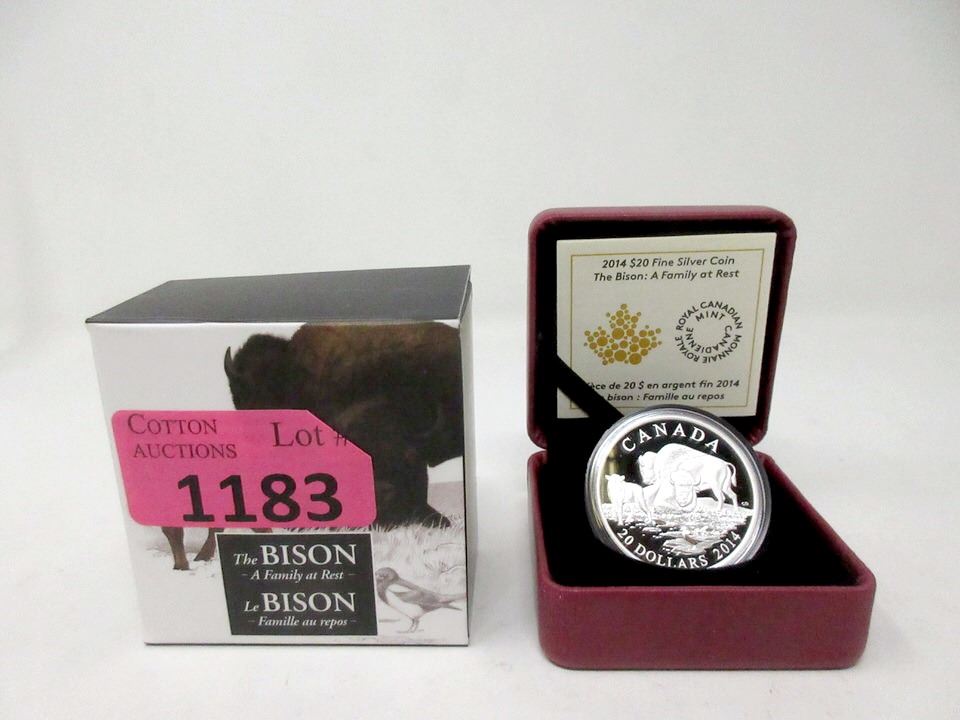 COTTON
AUCTIONS
Lot #
1183
The BISON
- A Family at Rest -
Le BISON
- Famille au repos -
2014 $20 Fine Silver Coin
The Bison: A Family at Rest
ROYAL CANADIAN MINT
MONNAIE ROYALE CANADIENNE
de 20 $ en argent fin 2014
bison : Famille au repos
CANADA
20 DOLLARS 2014